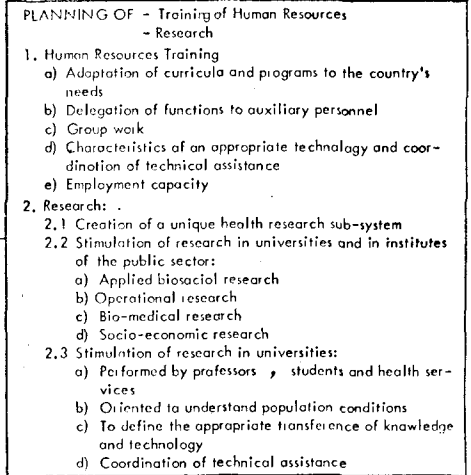 PLANNING OF - Training of Human Resources
- Research
1. Human Resources Training
a) Adaptation of curricula and programs to the country's
needs
b) Delegation of functions to auxiliary personnel
c) Group work
d) Characteristics of an appropriate technology and coor-
dination of technical assistance
e) Employment capacity
2. Research: .
2.1 Creation of a unique health research sub-system
2.2 Stimulation of research in universities and in institutes
of the public sector:
a) Applied biosocial research
b) Operational research
c) Bio-medical research
d) Socio-economic research
2.3 Stimulation of research in universities:
a) Performed by professors , students and health ser-
vices
b) Oriented to understand population conditions
c) To define the appropriate transference of knowledge
and technology
d) Coordination of technical assistance